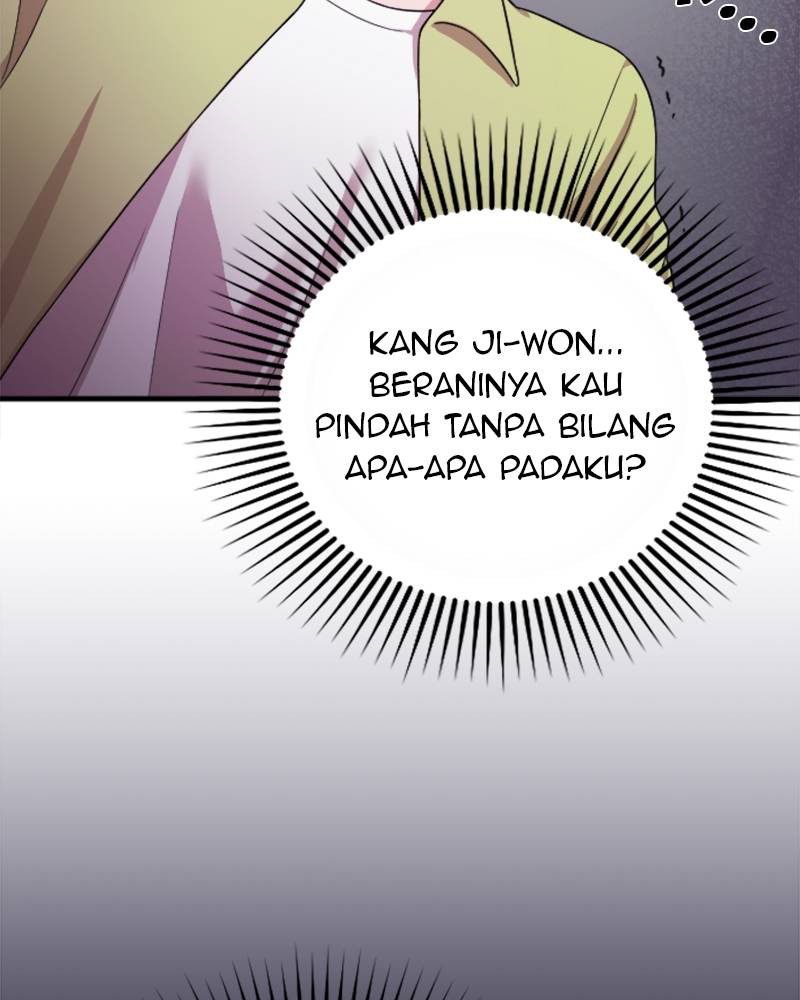 KANG JI-WON...
BERANINYA KAU
PINDAH TANPA BILANG
APA-APA PADAKU?